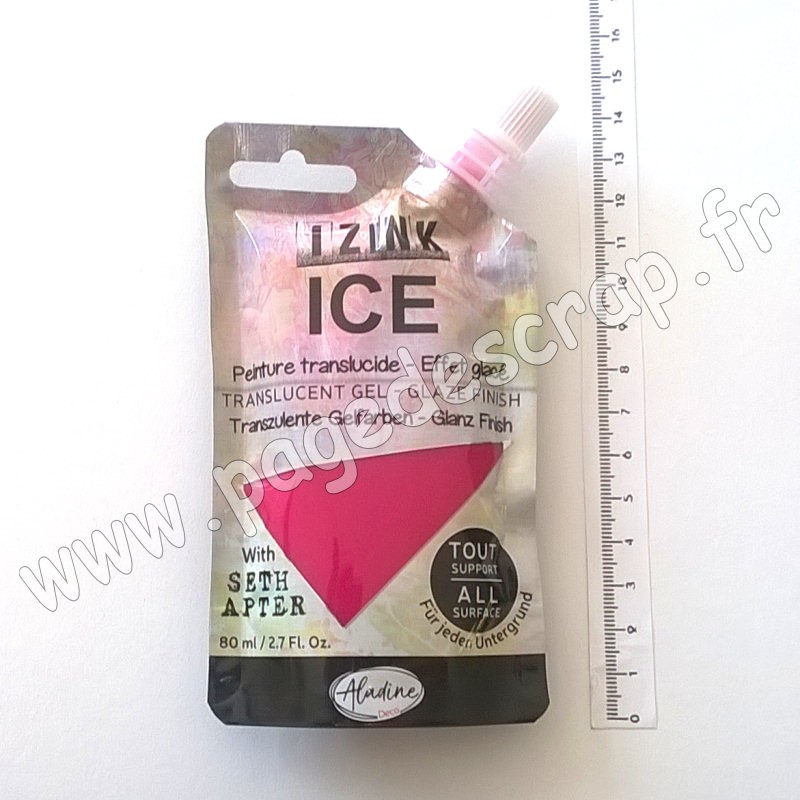 IZINK
ICE
Peinture translucide - Effet glacé
TRANSLUCENT GEL - GLAZE FINISH
Transzulente Gelfarben - Glanz Finish
With
SETH
APTER
80 ml / 2.7 Fl. Oz.
TOUT
SUPPORT
ALL
SURFACE
Für jeden Untergrund
Aladine
Deco
www.pagedescrap.fr
16
15
14
13
12
11
10
9
8
7
6
5
4
3
2
1
0